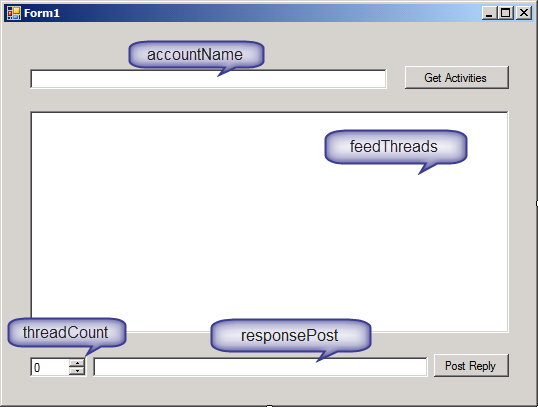 Form1
accountName
Get Activities
feedThreads
threadCount
responsePost
0
Post Reply